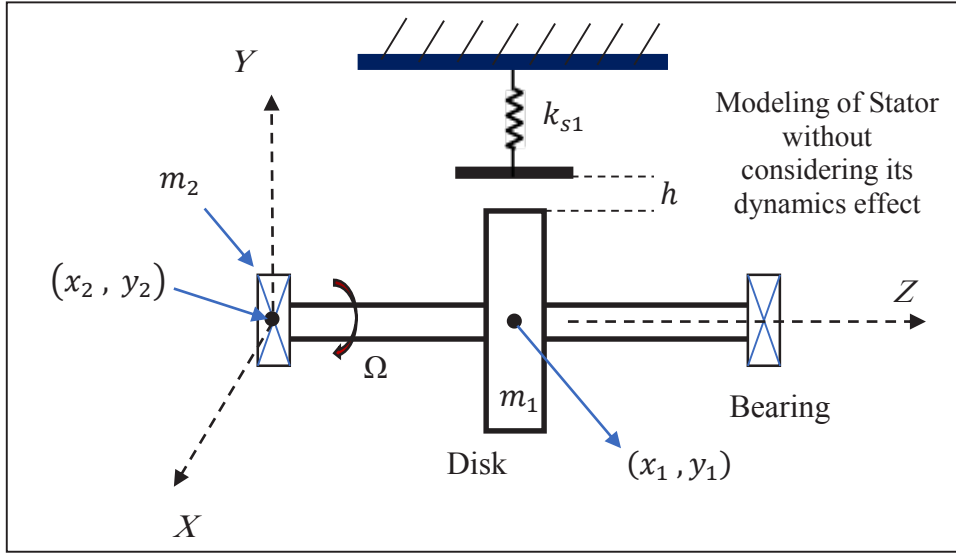 Y
k_{s1}
Modeling of Stator
without
considering its
dynamics effect
m_2
h
(x_2 , y_2)
Z
Ω
m_1
Bearing
Disk
(x_1 , y_1)
X